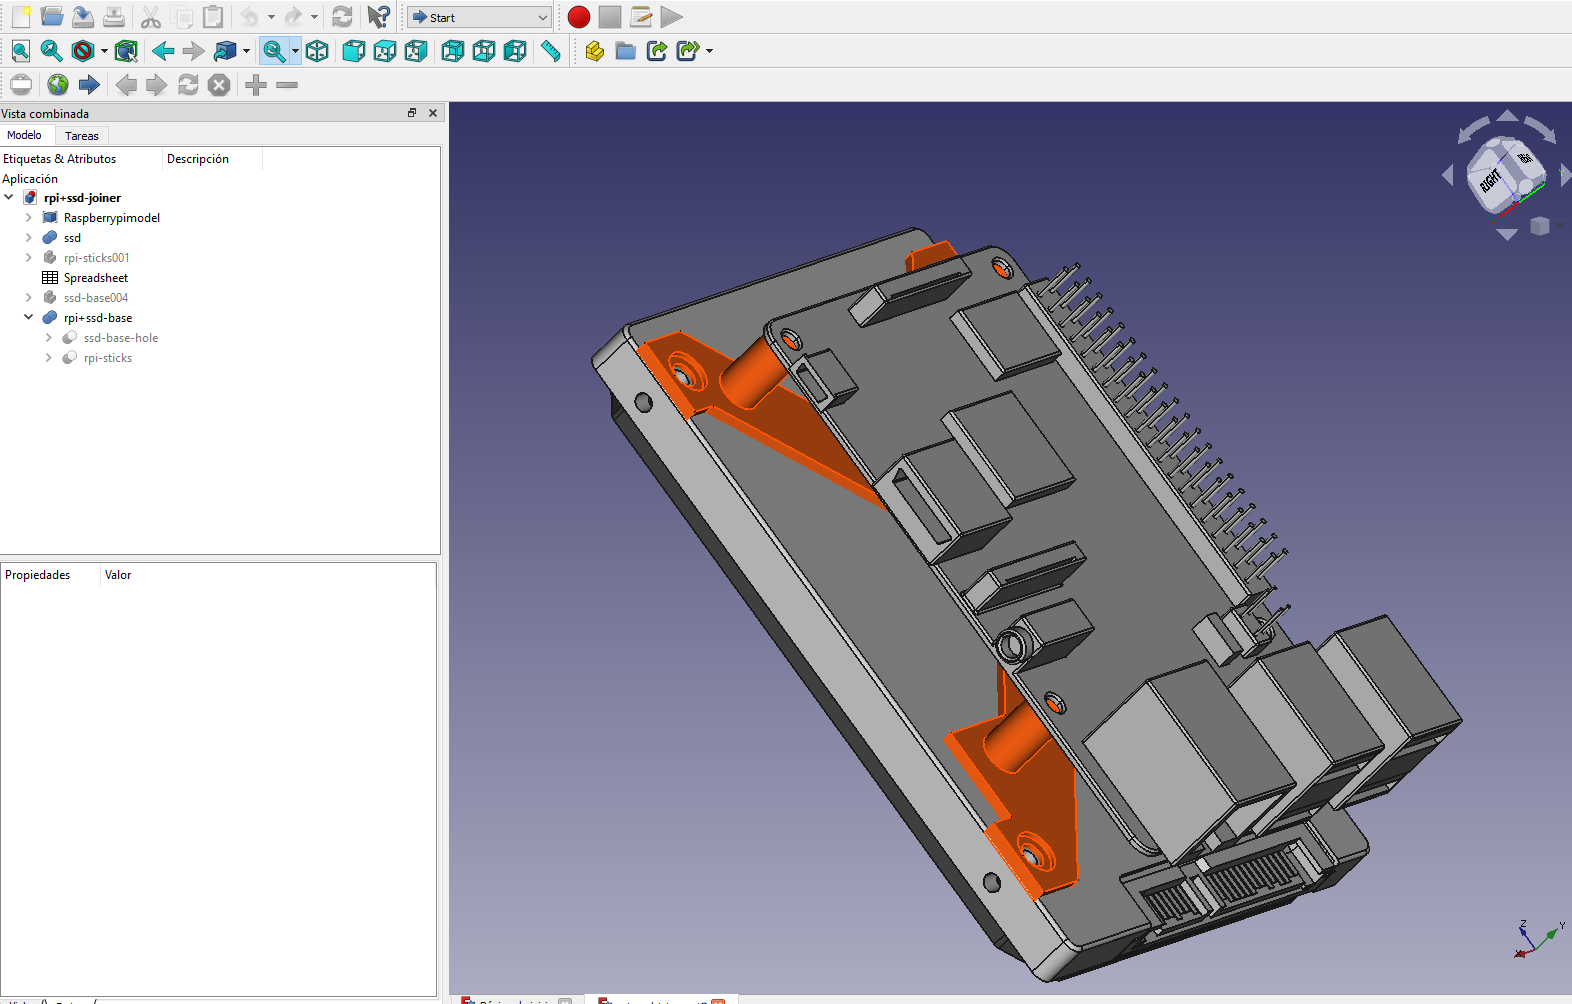 Start
Vista combinada
Modelo Tareas
Etiquetas & Atributos Descripción
Aplicación
rpi+ssd-joiner
Raspberrypimodel
ssd
rpi-sticks001
Spreadsheet
ssd-base004
rpi+ssd-base
ssd-base-hole
rpi-sticks
Propiedades Valor
RIGHT
Z
Y
X